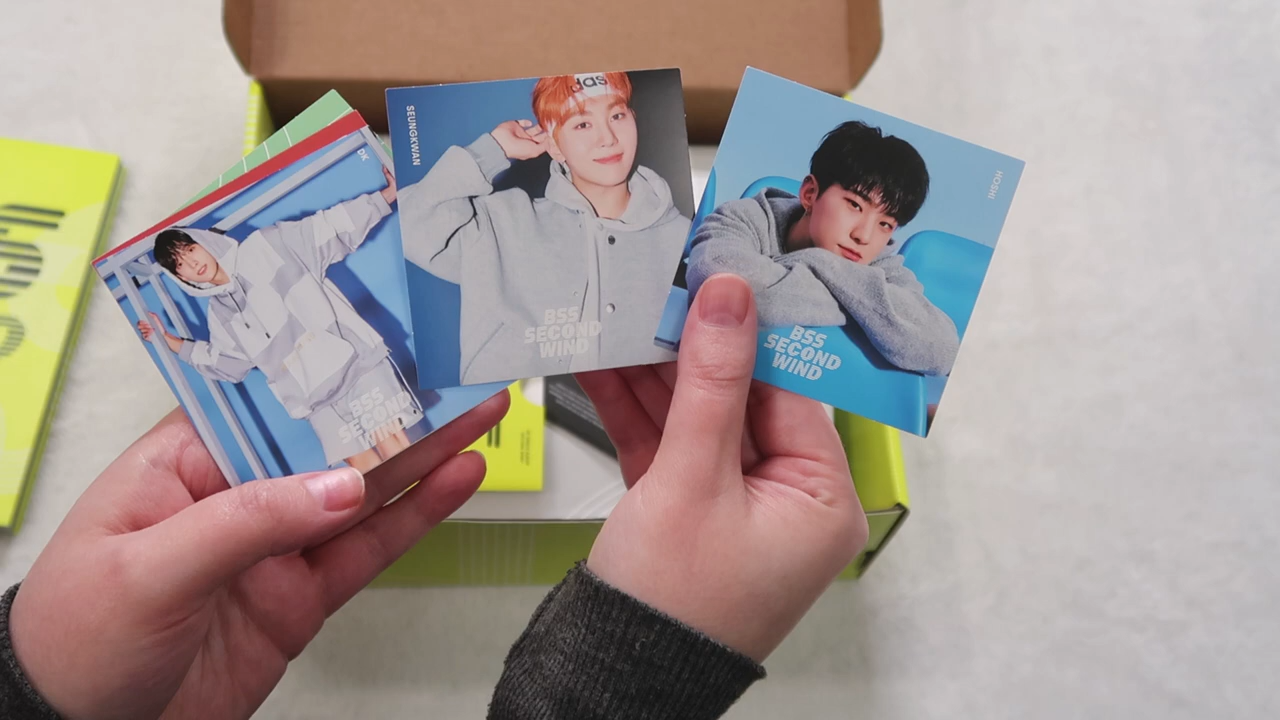 DK
BSS
SECOND
WIND
SEUNGKWAN
das
BSS
SECOND
WIND
HOSHI
BSS
SECOND
WIND